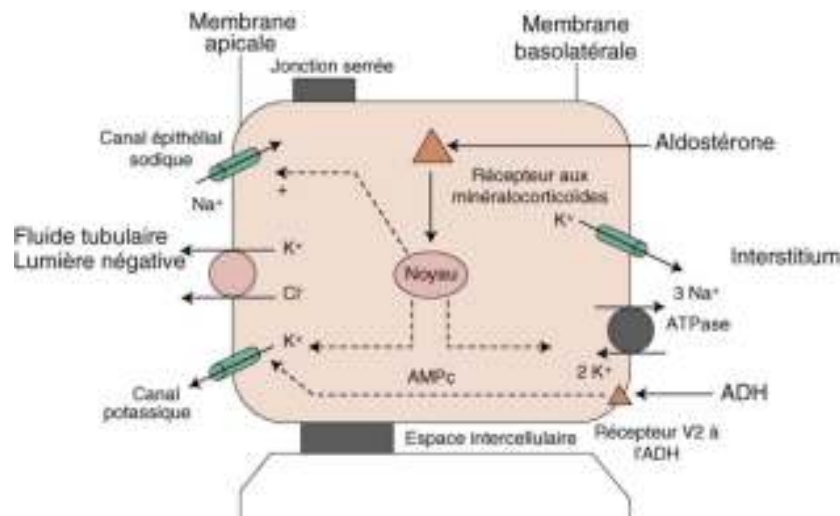 Membrane
apicale
Membrane
basolatérale
Jonction serrée
Canal épithélial
sodique
Aldostérone
Récepteur aux
minéralocorticoïdes
Na⁺
+
K⁺
Fluide tubulaire
Lumière négative
K⁺
Noyau
Interstitium
Cl⁻
3 Na⁺
ATPase
K⁺
2 K⁺
AMPc
ADH
Canal
potassique
Espace intercellulaire
Récepteur V2 à
l'ADH